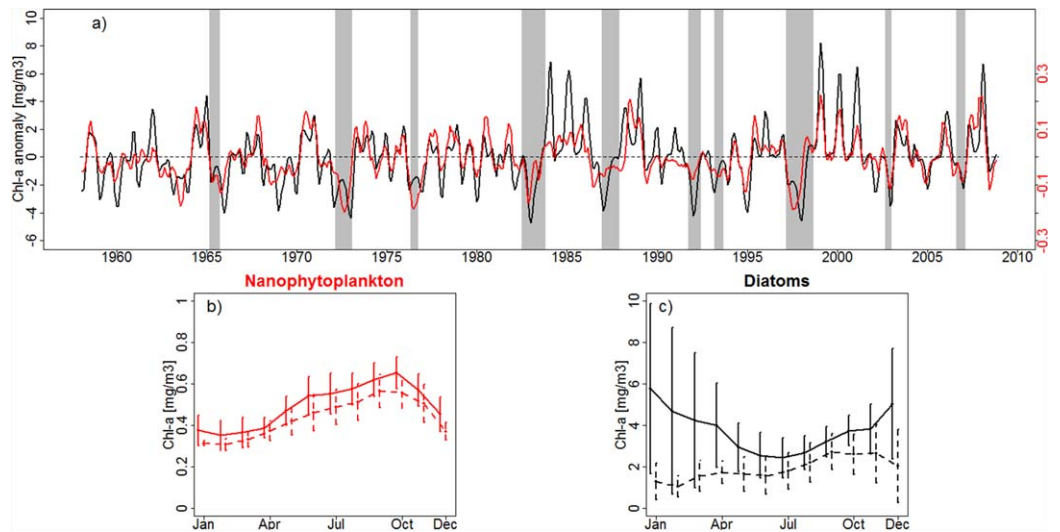 a)
Chl-a anomaly [mg/m3]
10
8
6
4
2
0
-2
-4
-6
0.3
0.1
-0.1
-0.3
1960 1965 1970 1975 1980 1985 1990 1995 2000 2005 2010
Nanophytoplankton
b)
Chl-a [mg/m3]
1
0.8
0.6
0.4
0.2
0
Jan Apr Jul Oct Dec
Diatoms
c)
Chl-a [mg/m3]
10
8
6
4
2
0
Jan Apr Jul Oct Dec